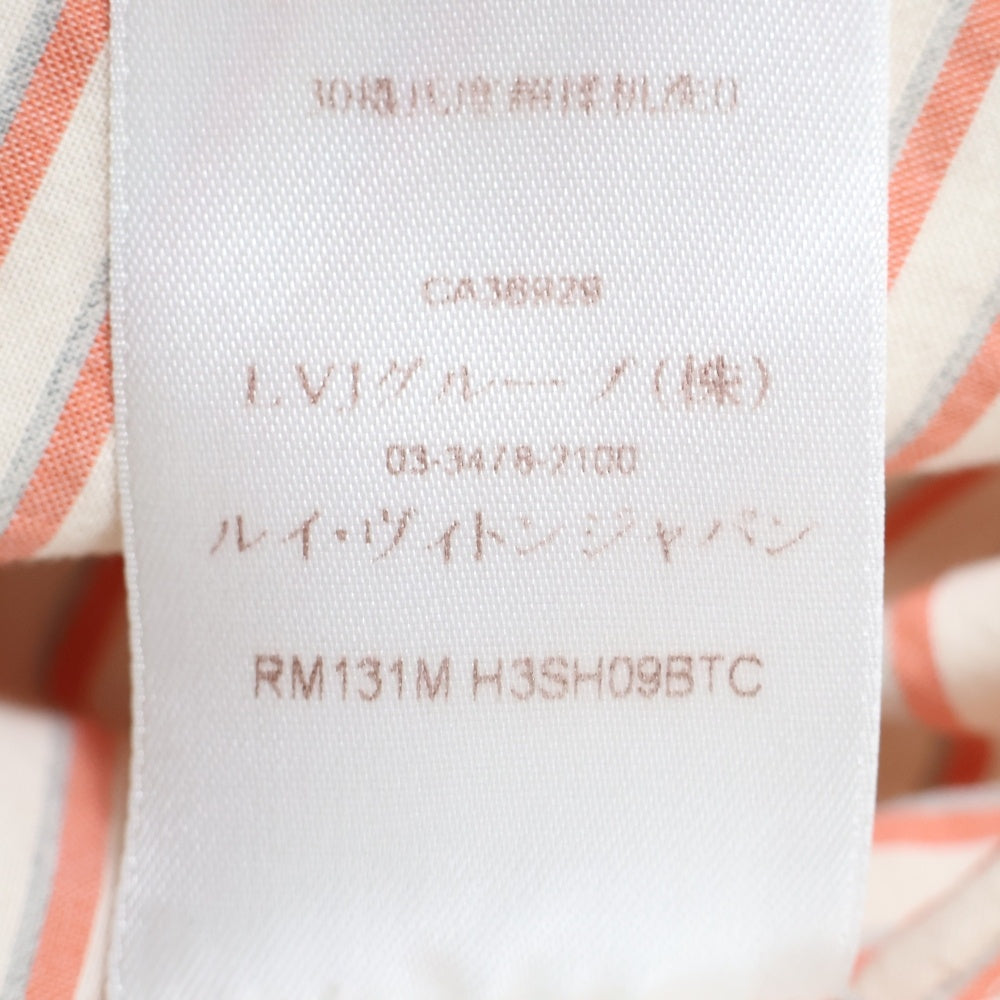 CA36928
LVJグループ(株)
03-3478-2100
ルイ・ヴィトン ジャパン
RM131M H3SH09BTC